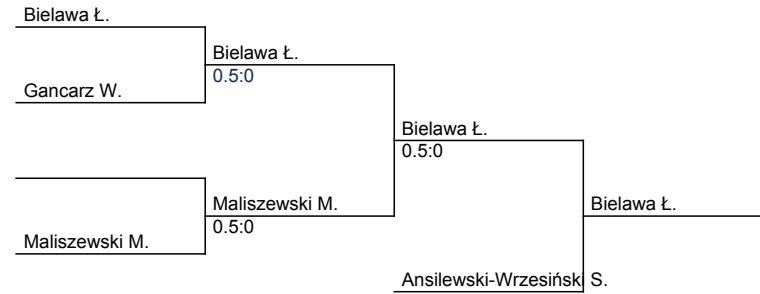 Bielawa Ł.
Bielawa Ł.
0.5:0
Gancarz W.
Bielawa Ł.
0.5:0
Maliszewski M.
0.5:0
Bielawa Ł.
Maliszewski M.
Ansilewski-Wrzesiński S.